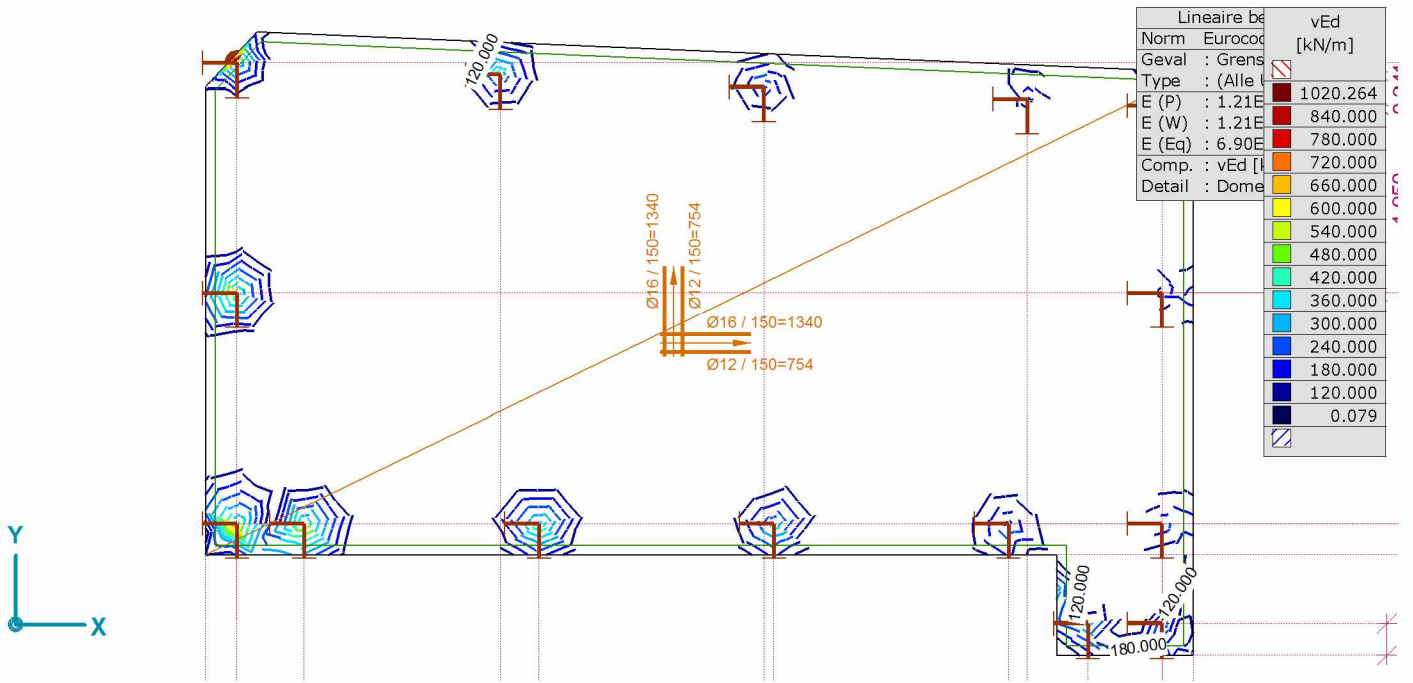 Lineaire be
Norm Eurocod
Geval : Grens
Type : (Alle
E (P) : 1.21E
E (W) : 1.21E
E (Eq) : 6.90E
Comp. : vEd [k
Detail : Dome
vEd
[kN/m]
1020.264
840.000
780.000
720.000
660.000
600.000
540.000
480.000
420.000
360.000
300.000
240.000
180.000
120.000
0.079
120.000
Ø16 / 150=1340
Ø12 / 150=754
Ø16 / 150=1340
Ø12 / 150=754
120.000
120.000
180.000
Y
X